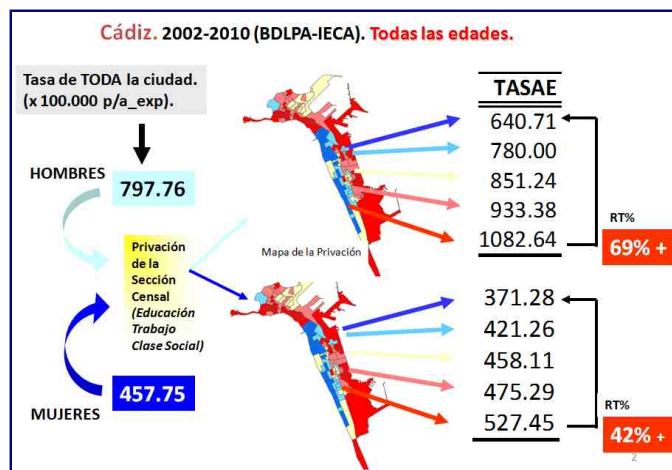 Cádiz. 2002-2010 (BDLPA-IECA). Todas las edades.
Tasa de TODA la ciudad.
(x 100.000 p/a_exp).
HOMBRES
797.76
Privación
de la
Sección
Censal
(Educación
Trabajo
Clase Social)
457.75
MUJERES
Mapa de la Privación
TASAE
640.71
780.00
851.24
933.38
1082.64
RT%
69% +
371.28
421.26
458.11
475.29
527.45
RT%
42% +
2